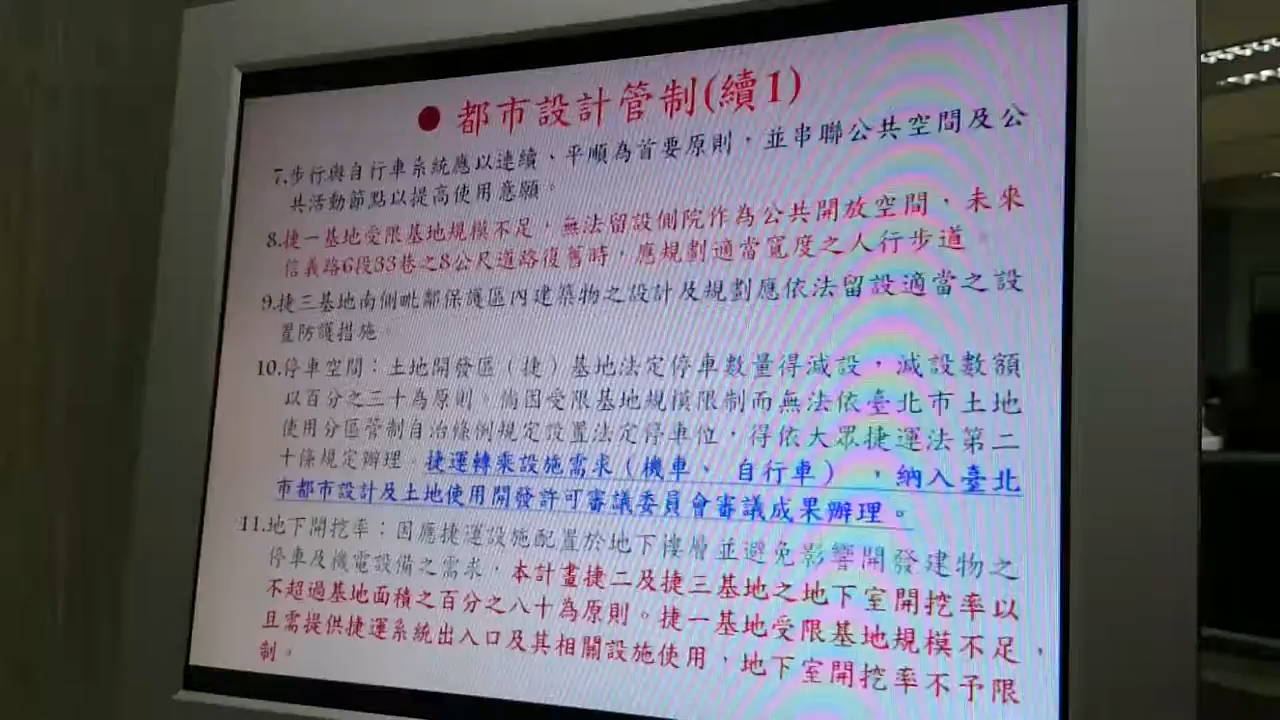 ● 都市設計管制(續1)
7.步行與自行車系統應以連續、平順為首要原則，並串聯公共空間及公
共活動節點以提高使用意願。
8.捷一基地受限基地規模不足，無法留設側院作為公共開放空間，未來
信義路6段33巷之8公尺道路復舊時，應規劃適當寬度之人行步道。
9.捷三基地南側毗鄰保護區內建築物之設計及規劃應依法留設適當之設
置防護措施。
10.停車空間：土地開發區（捷）基地法定停車數量得減設，減設數額
以百分之三十為原則，倘因受限基地規模限制而無法依臺北市土地
使用分區管制自治條例規定設置法定停車位，得依大眾捷運法第二
十條規定辦理，捷運轉乘設施需求（機車、 自行車），納入臺北
市都市設計及土地使用開發許可審議委員會審議成果辦理。
11.地下開挖率：因應捷運設施配置於地下樓層並避免影響開發建物之
停車及機電設備之需求，本計畫捷二及捷三基地之地下室開挖率以
不超過基地面積之百分之八十為原則。捷一基地受限基地規模不足，
且需提供捷運系統出入口及其相關設施使用，地下室開挖率不予限
制。